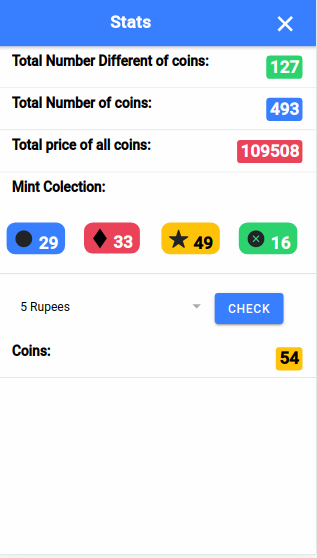 Stats
Total Number Different of coins:
127
Total Number of coins:
493
Total price of all coins:
109508
Mint Colection:
29 33 49 16
5 Rupees CHECK
Coins:
54